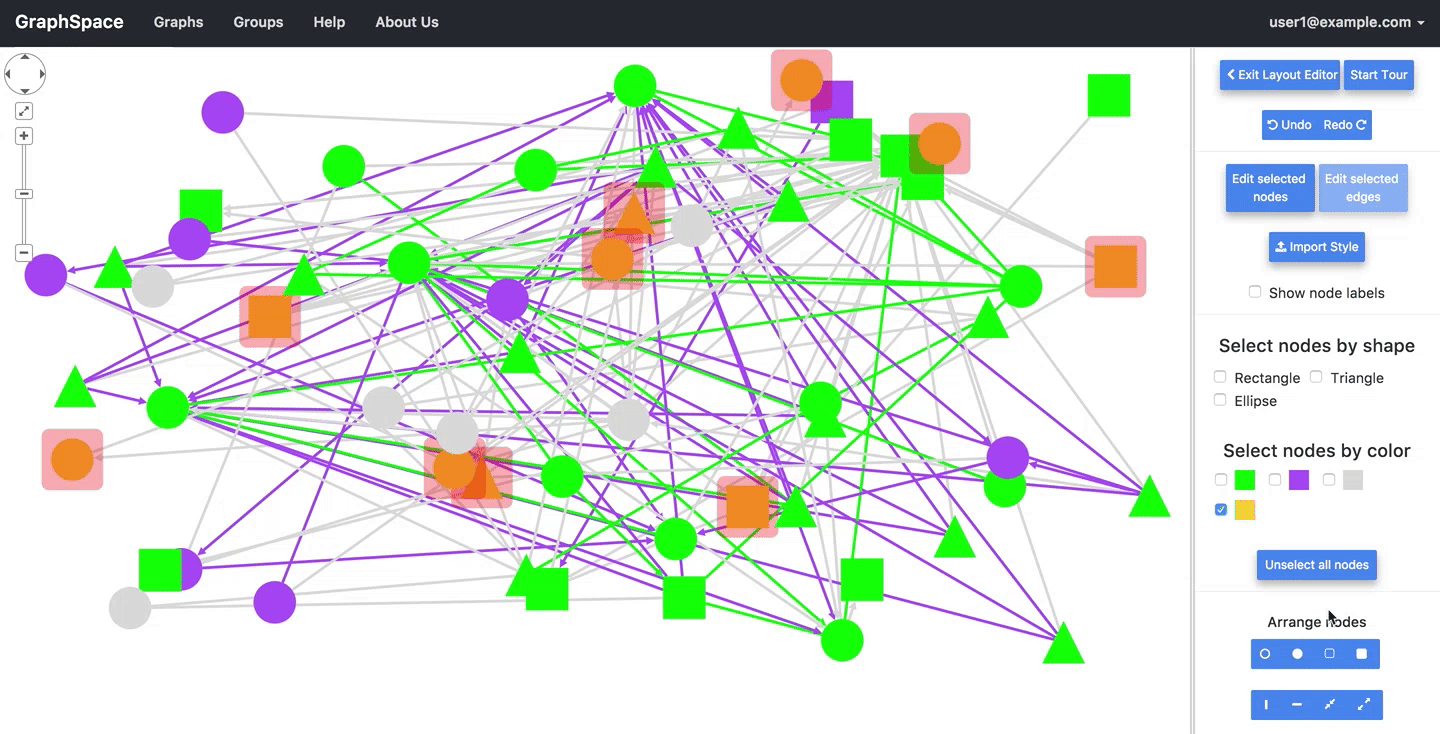 GraphSpace Graphs Groups Help About Us user1@example.com
Exit Layout Editor Start Tour
Undo Redo
Edit selected nodes
Edit selected edges
Import Style
Show node labels
Select nodes by shape
Rectangle Triangle
Ellipse
Select nodes by color
Unselect all nodes
Arrange nodes